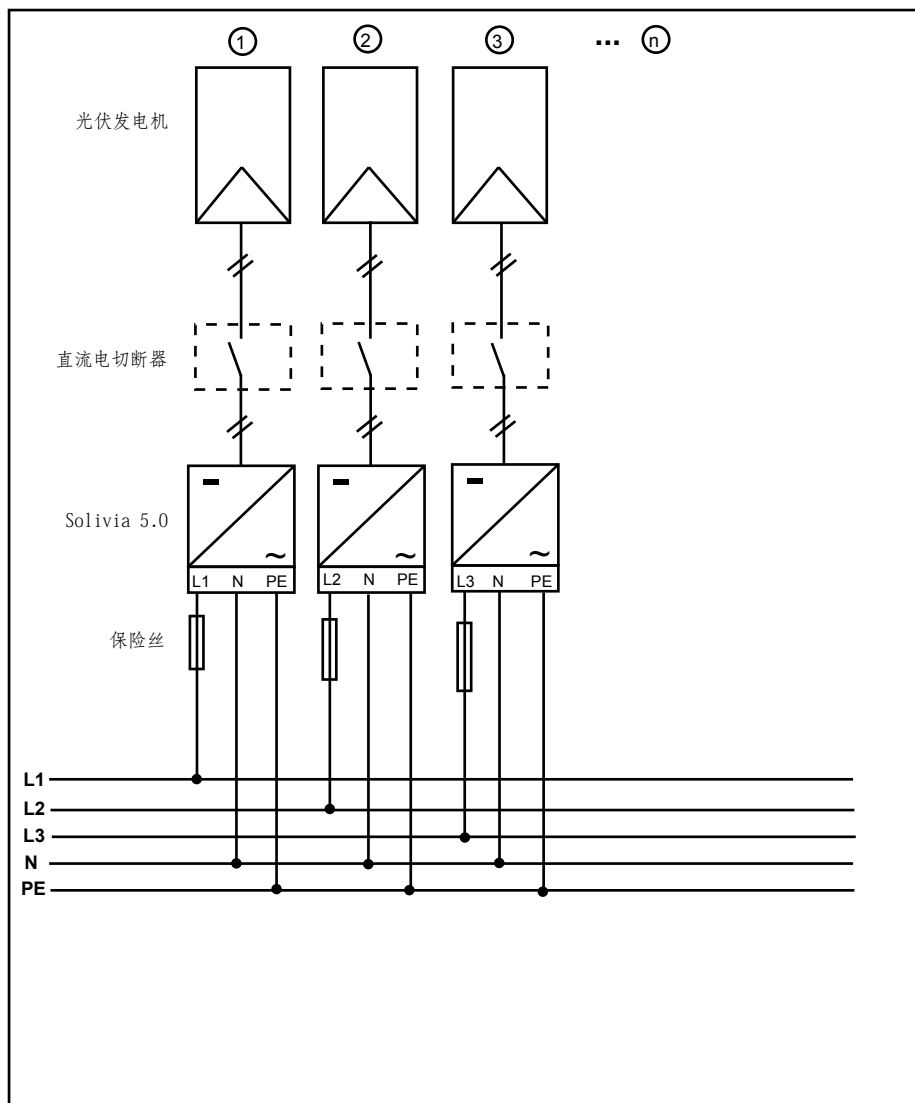 ① ② ③ ... ⓝ
光伏发电机
直流电切断器
Solivia 5.0
~ ~ ~
L1 N PE L2 N PE L3 N PE
保险丝
L1
L2
L3
N
PE